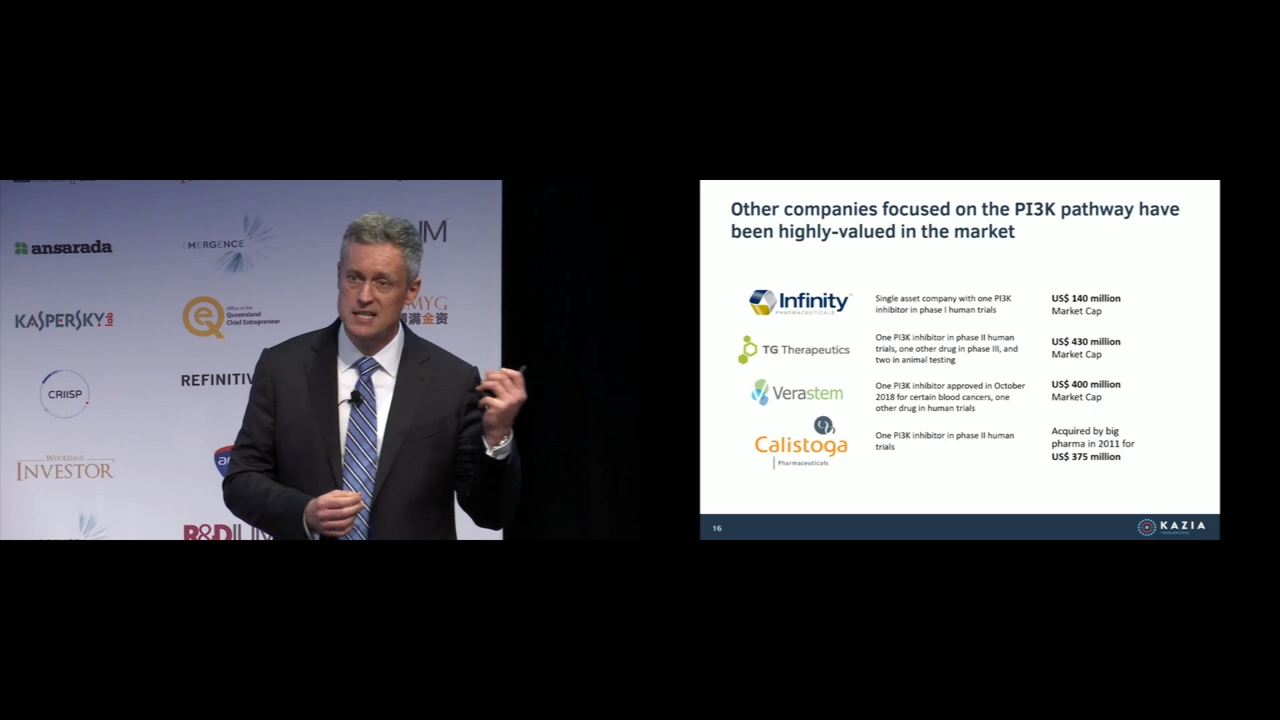 ansarada
EMERGENCE
KASPERSKY lab
Office of the
Queensland
Chief Entrepreneur
MYG
满金资
CRIISP
REFINITIV
WHOLESALE
INVESTOR
R&DIUM
Other companies focused on the PI3K pathway have
been highly-valued in the market
Infinity
PHARMACEUTICALS
Single asset company with one PI3K
inhibitor in phase I human trials
US$ 140 million
Market Cap
TG Therapeutics
One PI3K inhibitor in phase II human
trials, one other drug in phase III, and
two in animal testing
US$ 430 million
Market Cap
Verastem
One PI3K inhibitor approved in October
2018 for certain blood cancers, one
other drug in human trials
US$ 400 million
Market Cap
Calistoga
Pharmaceuticals
One PI3K inhibitor in phase II human
trials
Acquired by big
pharma in 2011 for
US$ 375 million
16
KAZIA